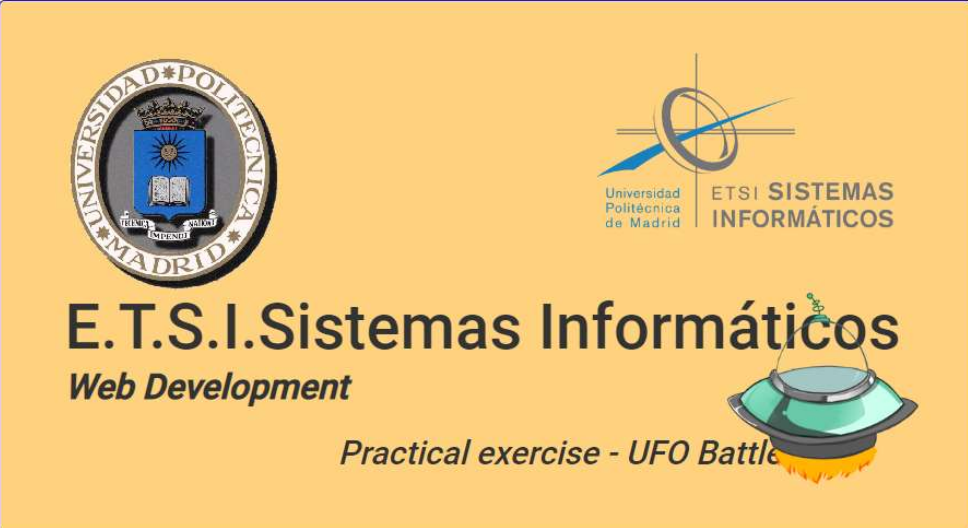 UNIVERSIDAD*POLITECNICA
*MADRID*
TECHNICA IMPENDI NATIONI
Universidad
Politécnica
de Madrid
ETSI SISTEMAS
INFORMÁTICOS
E.T.S.I.Sistemas Informáticos
Web Development
Practical exercise - UFO Battle